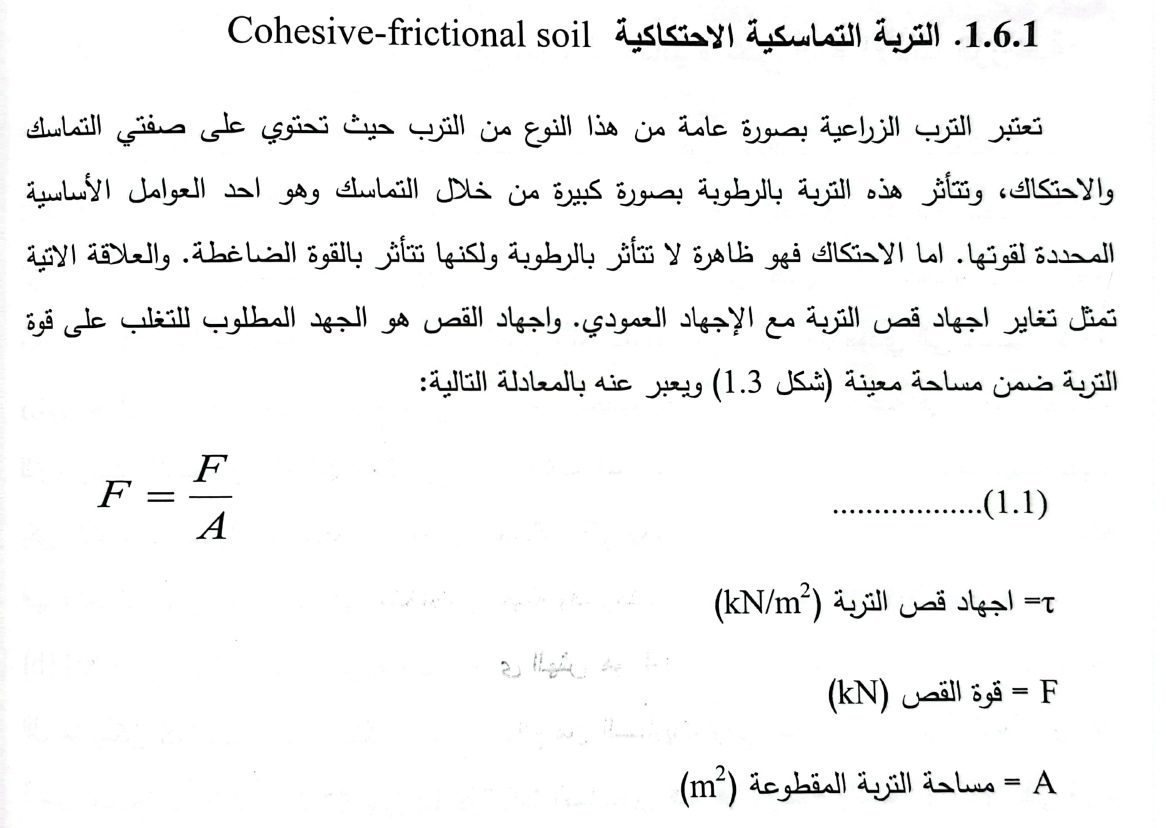 1.6.1. التربة التماسكية الاحتكاكية Cohesive-frictional soil
تعتبر الترب الزراعية بصورة عامة من هذا النوع من الترب حيث تحتوي على صفتي التماسك
والاحتكاك، وتتأثر هذه التربة بالرطوبة بصورة كبيرة من خلال التماسك وهو احد العوامل الأساسية
المحددة لقوتها. اما الاحتكاك فهو ظاهرة لا تتأثر بالرطوبة ولكنها تتأثر بالقوة الضاغطة. والعلاقة الاتية
تمثل تغاير اجهاد قص التربة مع الإجهاد العمودي. واجهاد القص هو الجهد المطلوب للتغلب على قوة
التربة ضمن مساحة معينة (شكل 1.3) ويعبر عنه بالمعادلة التالية:
F = F/A ..................(1.1)
τ= اجهاد قص التربة (kN/m²)
F = قوة القص (kN)
A = مساحة التربة المقطوعة (m²)